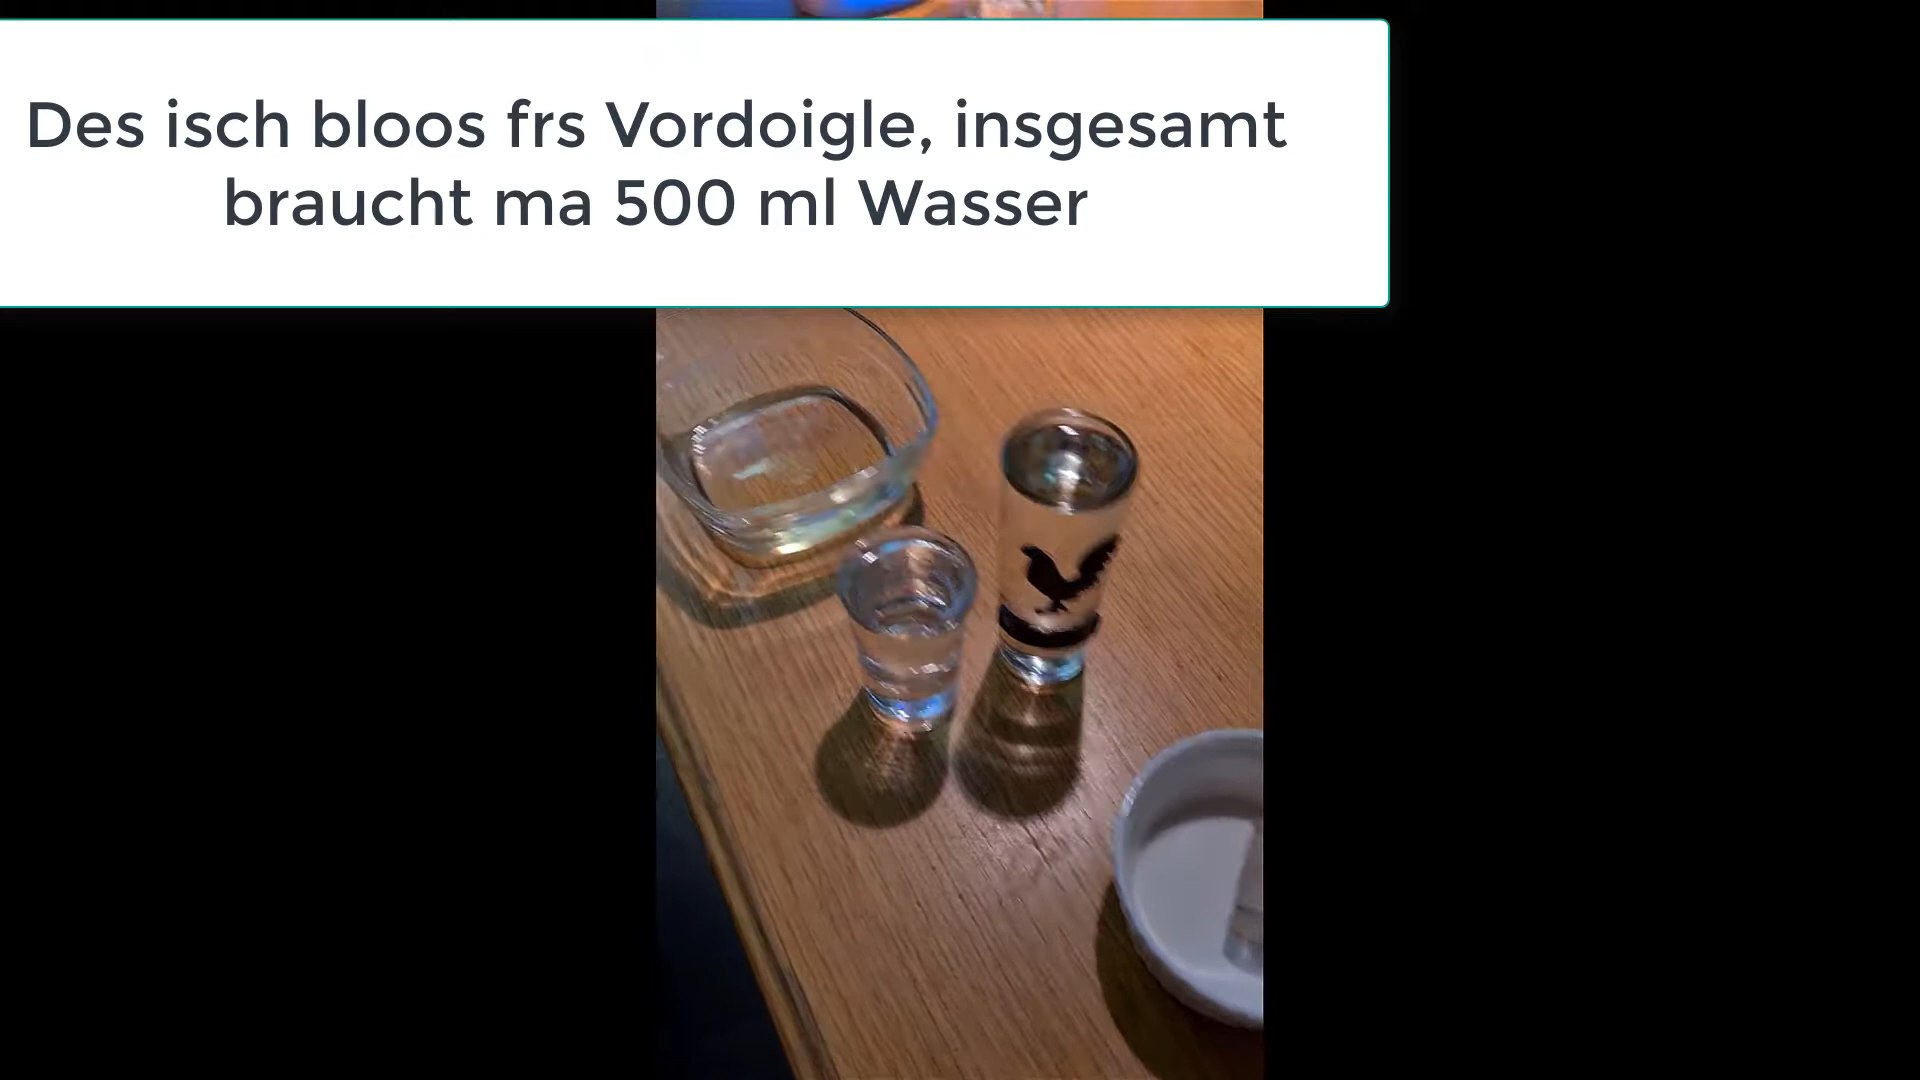 Des isch bloos frs Vordoigle, insgesamt
braucht ma 500 ml Wasser